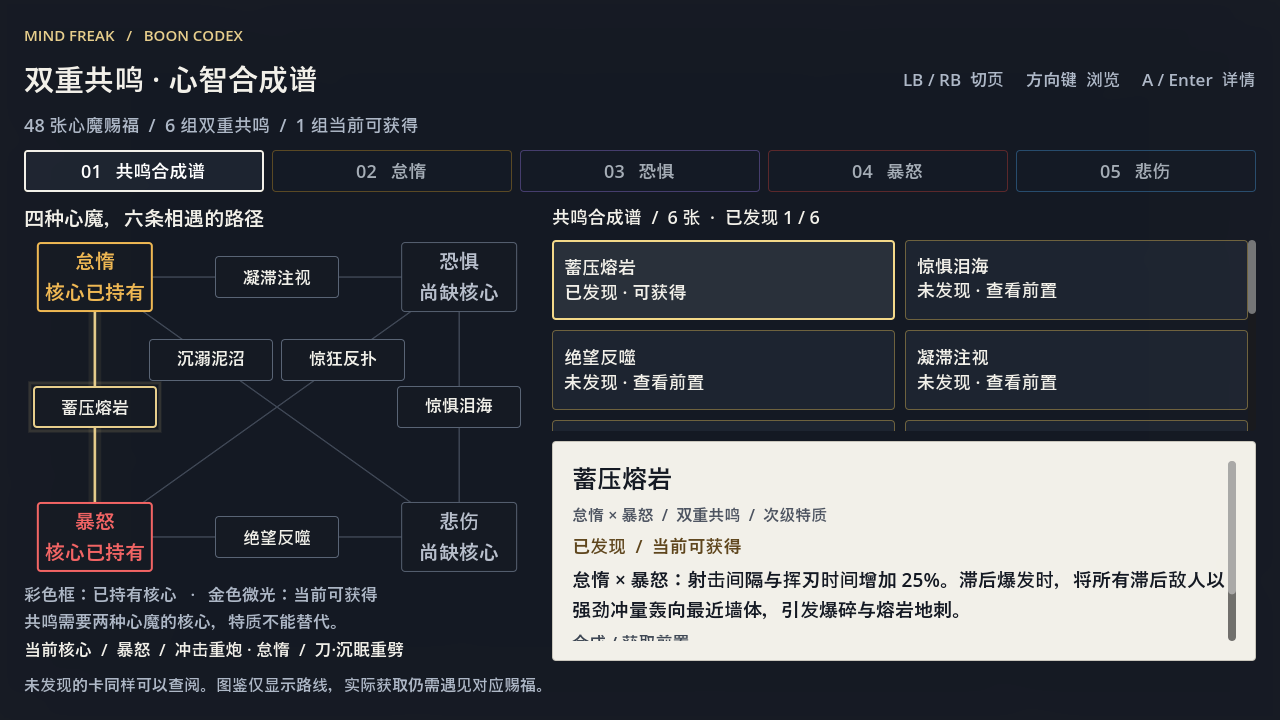 MIND FREAK / BOON CODEX
双重共鸣 · 心智合成谱
LB / RB 切页 方向键 浏览 A / Enter 详情
48 张心魔赐福 / 6 组双重共鸣 / 1 组当前可获得
01 共鸣合成谱
02 怠惰
03 恐惧
04 暴怒
05 悲伤
四种心魔，六条相遇的路径
怠惰
核心已持有
凝滞注视
恐惧
尚缺核心
沉溺泥沼
惊狂反扑
蓄压熔岩
惊惧泪海
暴怒
核心已持有
绝望反噬
悲伤
尚缺核心
彩色框：已持有核心 · 金色微光：当前可获得
共鸣需要两种心魔的核心，特质不能替代。
当前核心 / 暴怒 / 冲击重炮 · 怠惰 / 刀·沉眠重劈
未发现的卡同样可以查阅。图鉴仅显示路线，实际获取仍需遇见对应赐福。
共鸣合成谱 / 6 张 · 已发现 1 / 6
蓄压熔岩
已发现 · 可获得
惊惧泪海
未发现 · 查看前置
绝望反噬
未发现 · 查看前置
凝滞注视
未发现 · 查看前置
蓄压熔岩
怠惰 × 暴怒 / 双重共鸣 / 次级特质
已发现 / 当前可获得
怠惰 × 暴怒：射击间隔与挥刃时间增加 25%。滞后爆发时，将所有滞后敌人以
强劲冲量轰向最近墙体，引发爆碎与熔岩地刺。
合成 / 获取前置